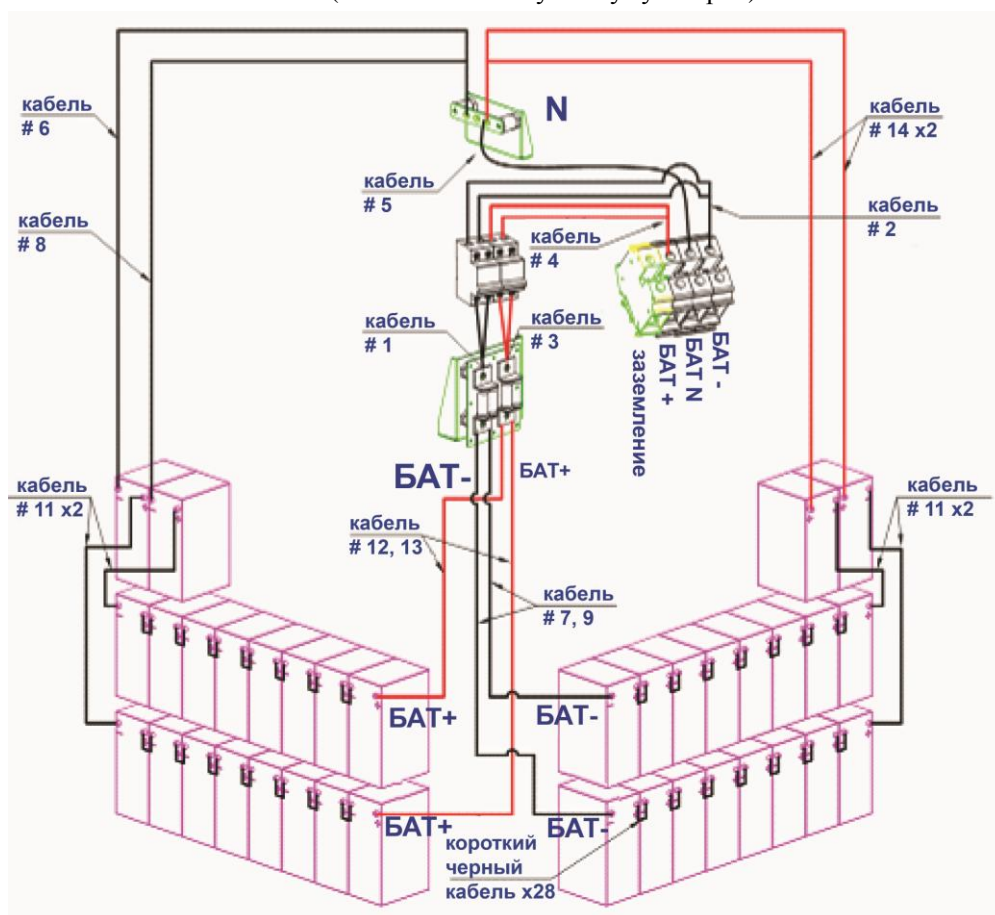 кабель
# 6
N
кабель
# 14 x2
кабель
# 5
кабель
# 2
кабель
# 8
кабель
# 4
кабель
# 1
кабель
# 3
заземление
БАТ +
БАТ N
БАТ -
БАТ-
БАТ+
кабель
# 11 x2
кабель
# 11 x2
кабель
# 12, 13
кабель
# 7, 9
БАТ+
БАТ-
БАТ+
БАТ-
короткий
черный
кабель x28